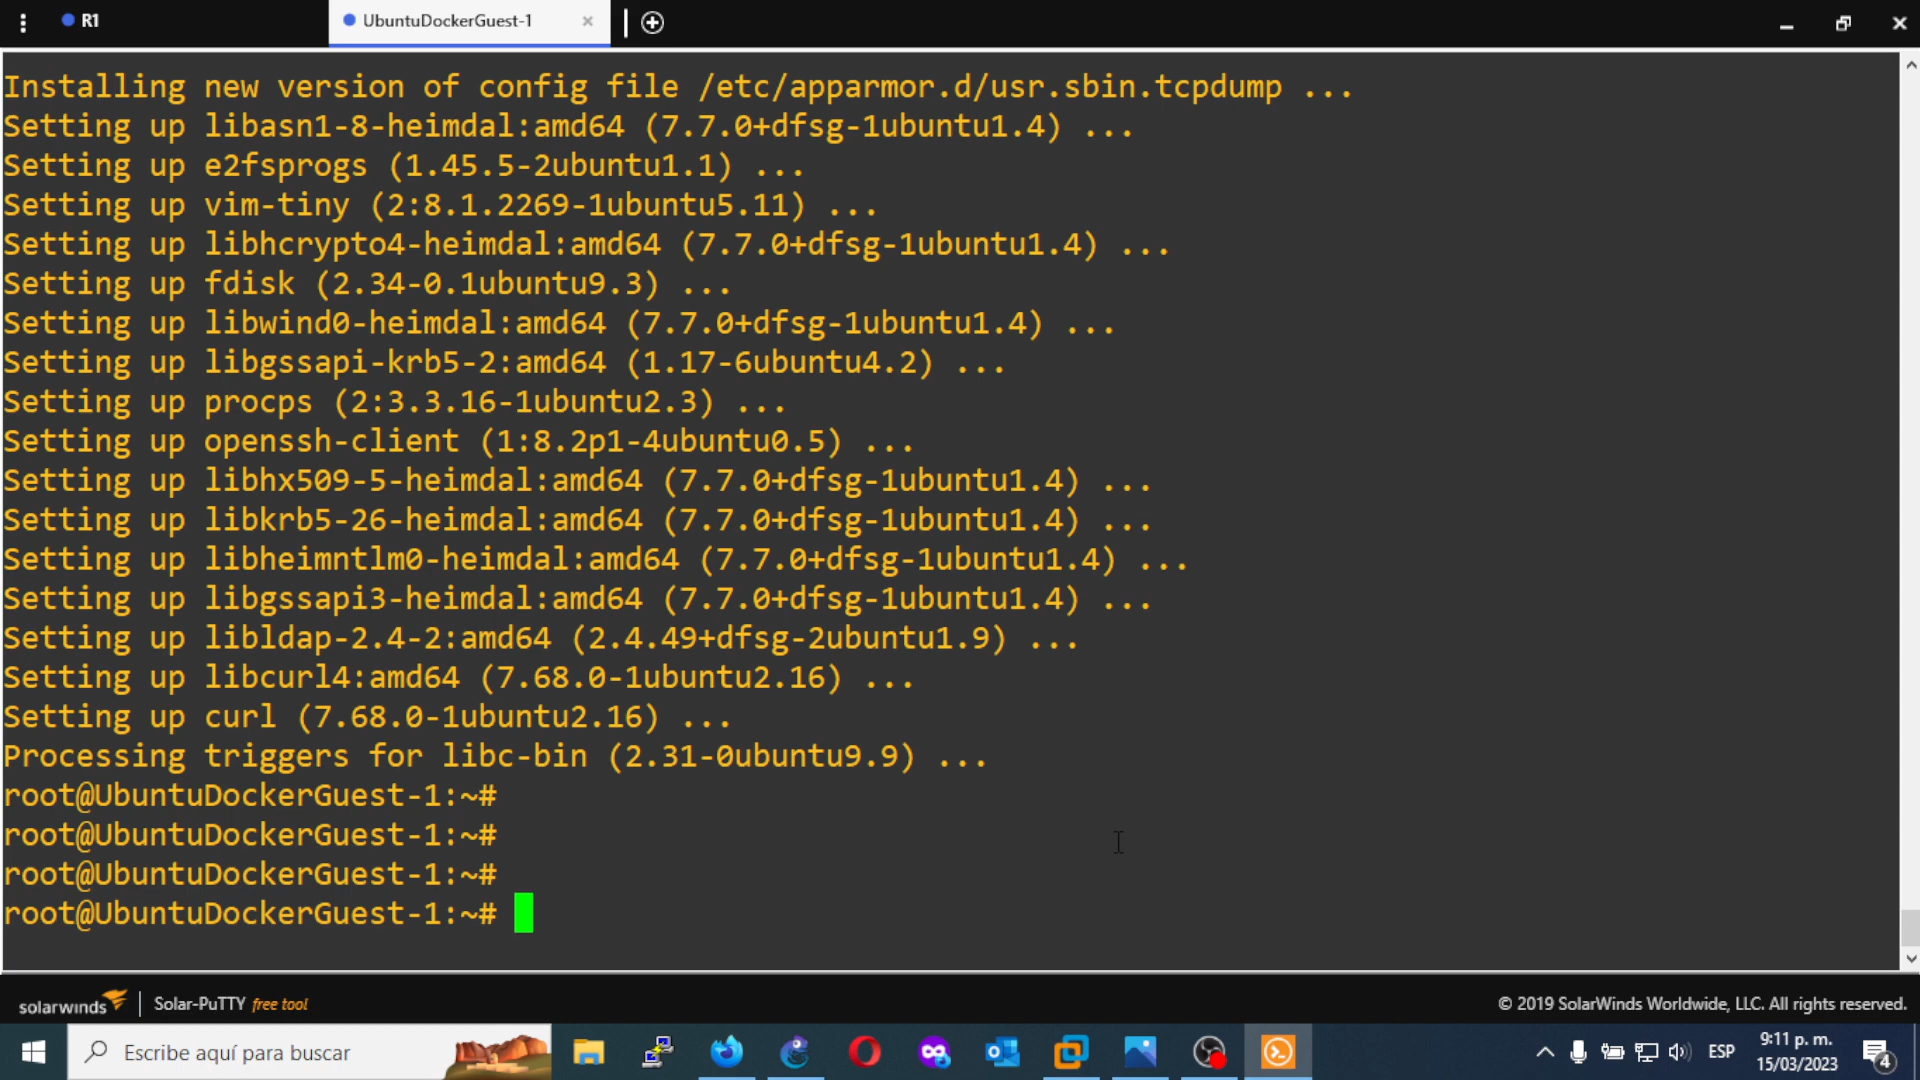 R1
UbuntuDockerGuest-1
Installing new version of config file /etc/apparmor.d/usr.sbin.tcpdump ...
Setting up libasn1-8-heimdal:amd64 (7.7.0+dfsg-1ubuntu1.4) ...
Setting up e2fsprogs (1.45.5-2ubuntu1.1) ...
Setting up vim-tiny (2:8.1.2269-1ubuntu5.11) ...
Setting up libhcrypto4-heimdal:amd64 (7.7.0+dfsg-1ubuntu1.4) ...
Setting up fdisk (2.34-0.1ubuntu9.3) ...
Setting up libwind0-heimdal:amd64 (7.7.0+dfsg-1ubuntu1.4) ...
Setting up libgssapi-krb5-2:amd64 (1.17-6ubuntu4.2) ...
Setting up procps (2:3.3.16-1ubuntu2.3) ...
Setting up openssh-client (1:8.2p1-4ubuntu0.5) ...
Setting up libhx509-5-heimdal:amd64 (7.7.0+dfsg-1ubuntu1.4) ...
Setting up libkrb5-26-heimdal:amd64 (7.7.0+dfsg-1ubuntu1.4) ...
Setting up libheimntlm0-heimdal:amd64 (7.7.0+dfsg-1ubuntu1.4) ...
Setting up libgssapi3-heimdal:amd64 (7.7.0+dfsg-1ubuntu1.4) ...
Setting up libldap-2.4-2:amd64 (2.4.49+dfsg-2ubuntu1.9) ...
Setting up libcurl4:amd64 (7.68.0-1ubuntu2.16) ...
Setting up curl (7.68.0-1ubuntu2.16) ...
Processing triggers for libc-bin (2.31-0ubuntu9.9) ...
root@UbuntuDockerGuest-1:~#
root@UbuntuDockerGuest-1:~#
root@UbuntuDockerGuest-1:~#
root@UbuntuDockerGuest-1:~#
solarwinds Solar-PuTTY free tool
© 2019 SolarWinds Worldwide, LLC. All rights reserved.
Escribe aquí para buscar
ESP
9:11 p. m.
15/03/2023
4